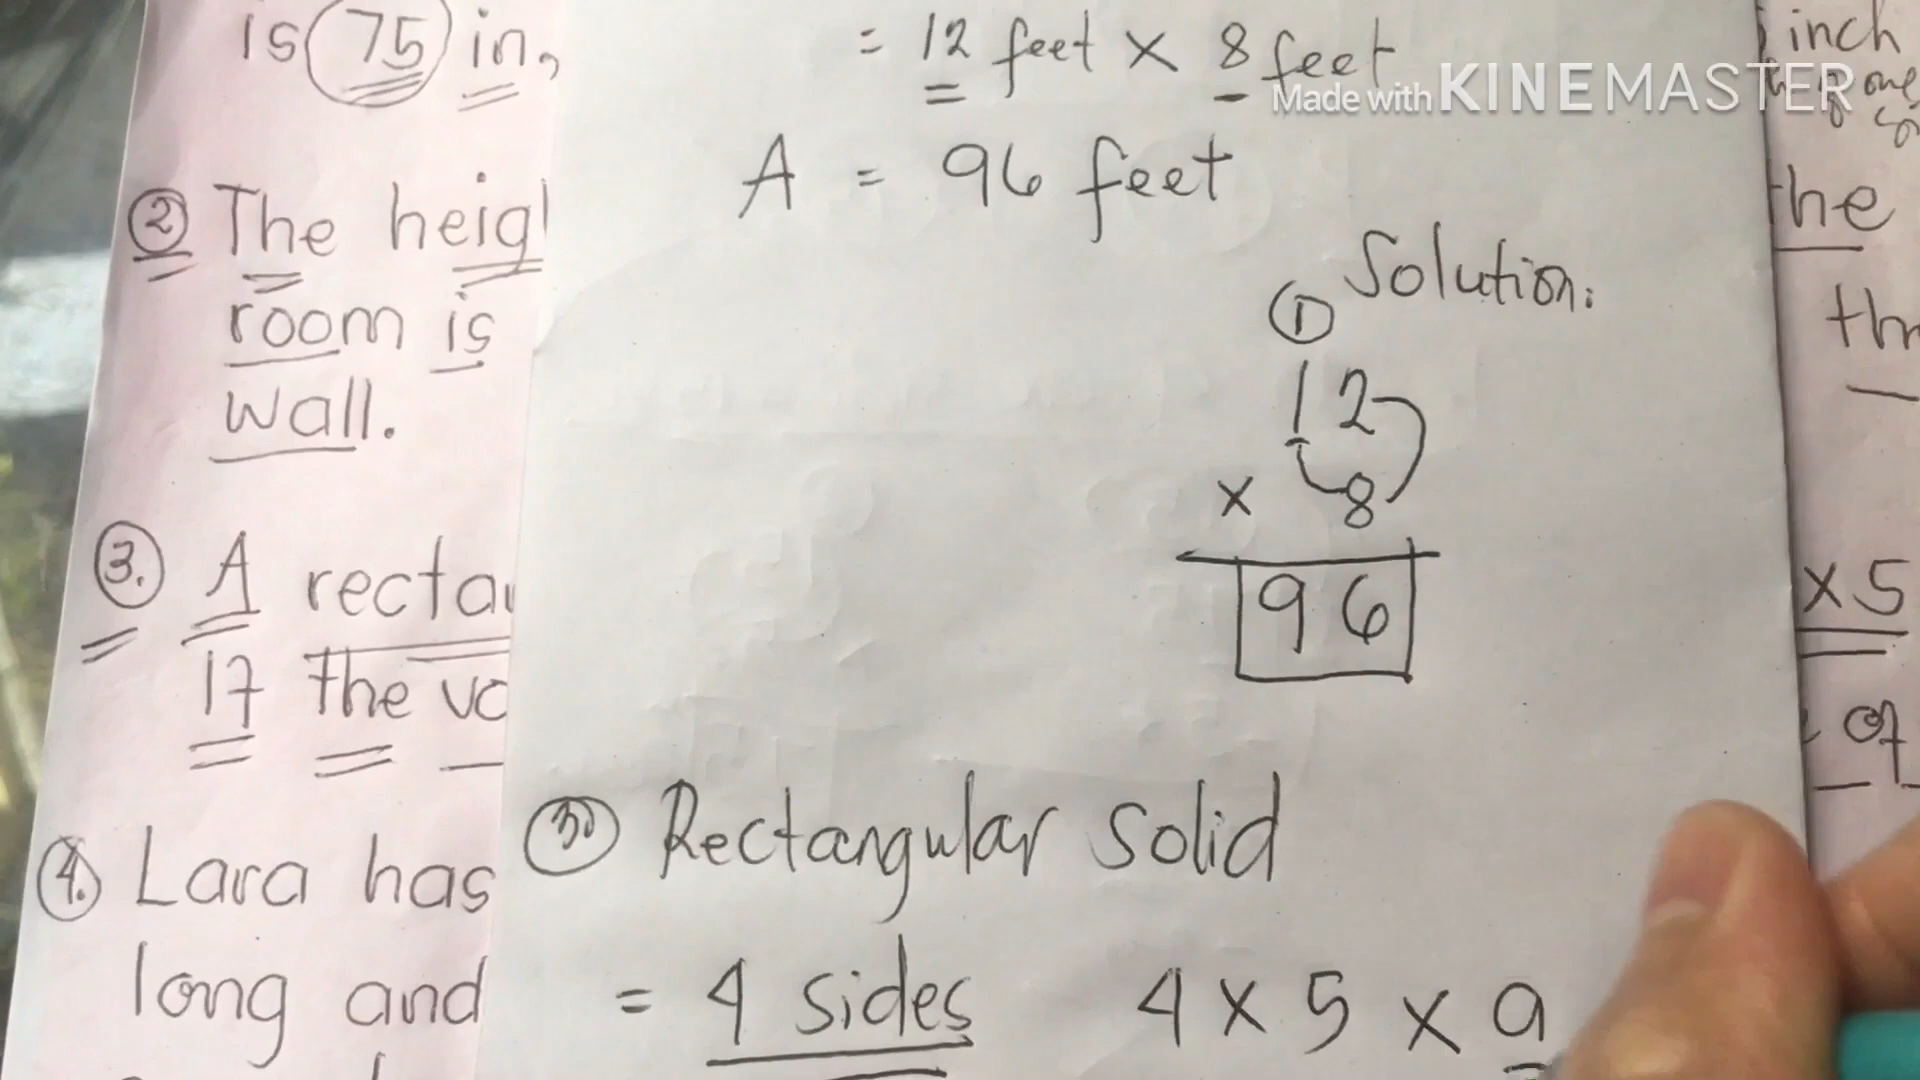 is 75 in,
② The heig
room is
wall.
③. A recta
17 the vo
④. Lara has
long and
= 12 feet x 8 feet
A = 96 feet
Solution:
①
12
x 8
96
③ Rectangular Solid
= 4 sides 4 x 5 x a
Made with KINEMASTER
inch
one
the
x 5
of